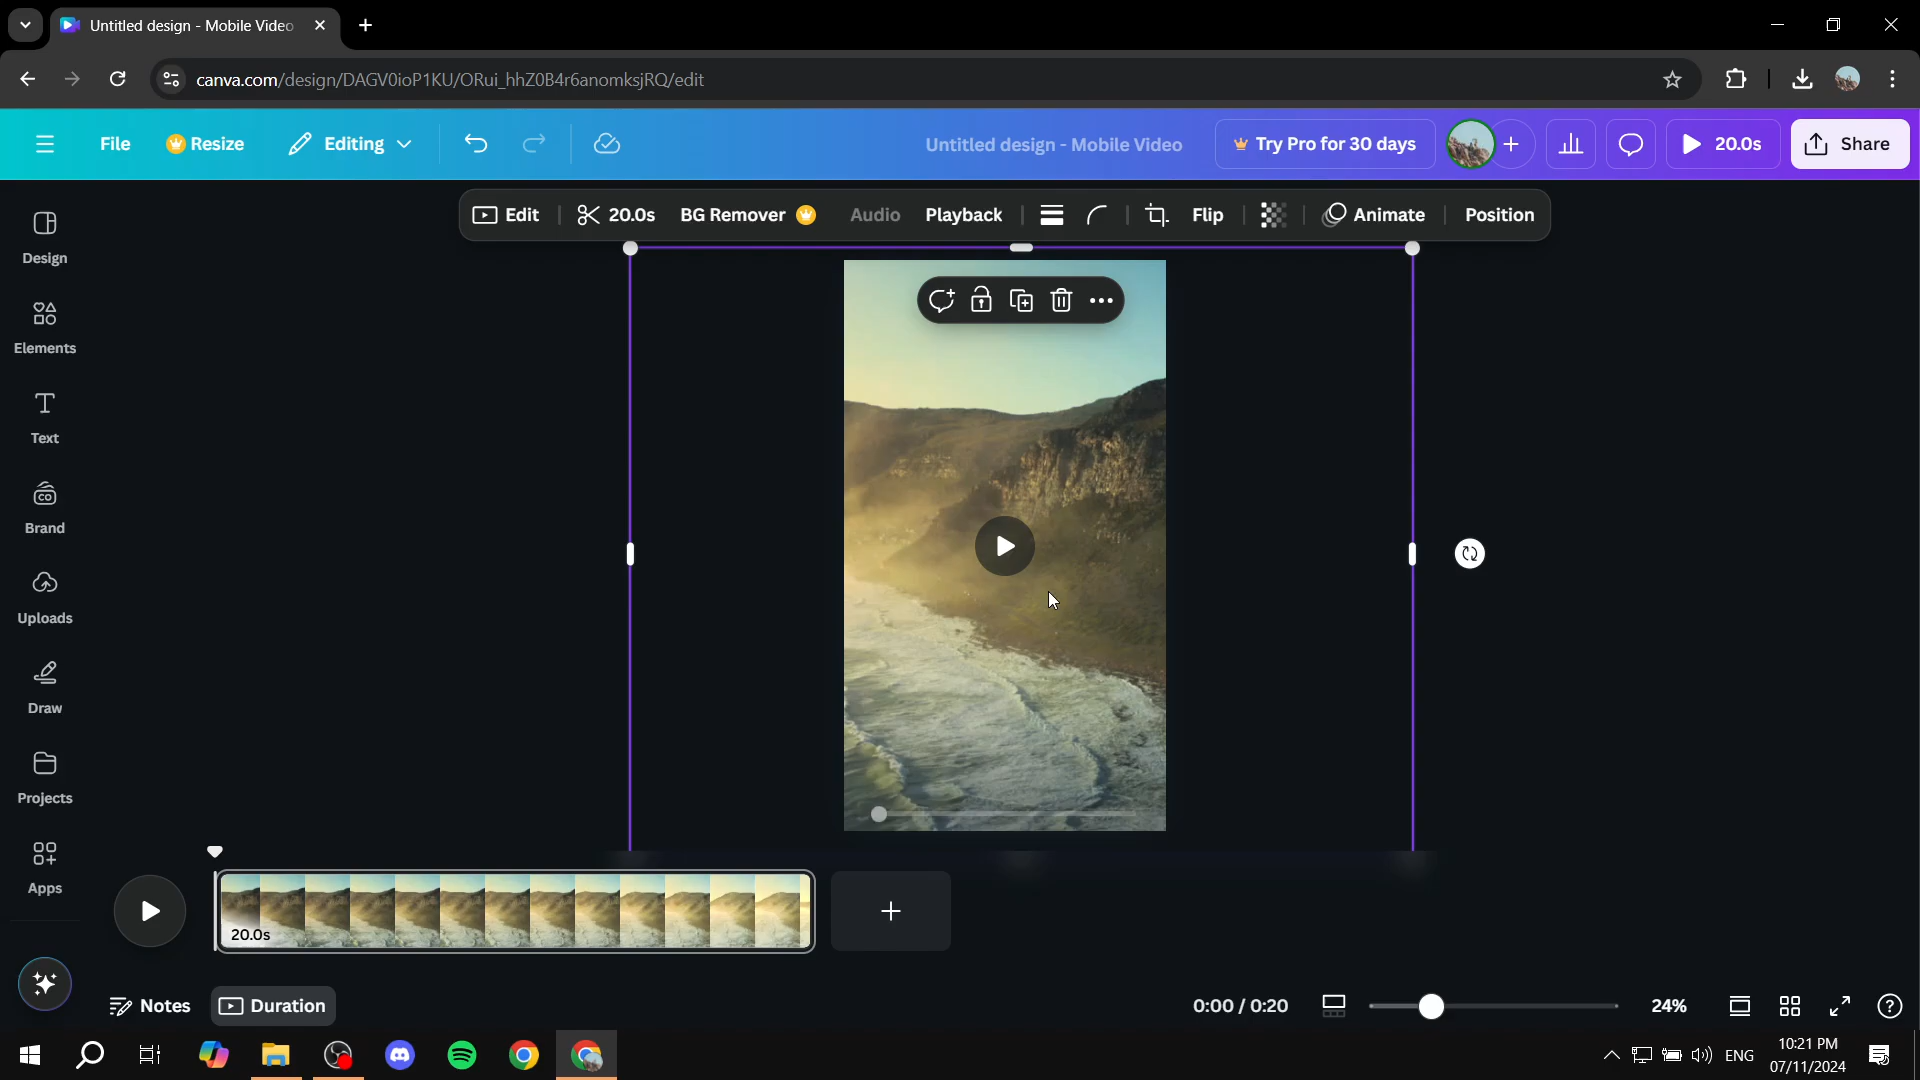 Untitled design - Mobile Video
canva.com/design/DAGV0ioP1KU/ORui_hhZ0B4r6anomksjRQ/edit
File
Resize
Editing
Untitled design - Mobile Video
Try Pro for 30 days
20.0s
Share
Edit
20.0s
BG Remover
Audio
Playback
Flip
Animate
Position
Design
Elements
Text
CO
Brand
Uploads
Draw
Projects
Apps
20.0s
Notes
Duration
0:00 / 0:20
24%
ENG
10:21 PM
07/11/2024